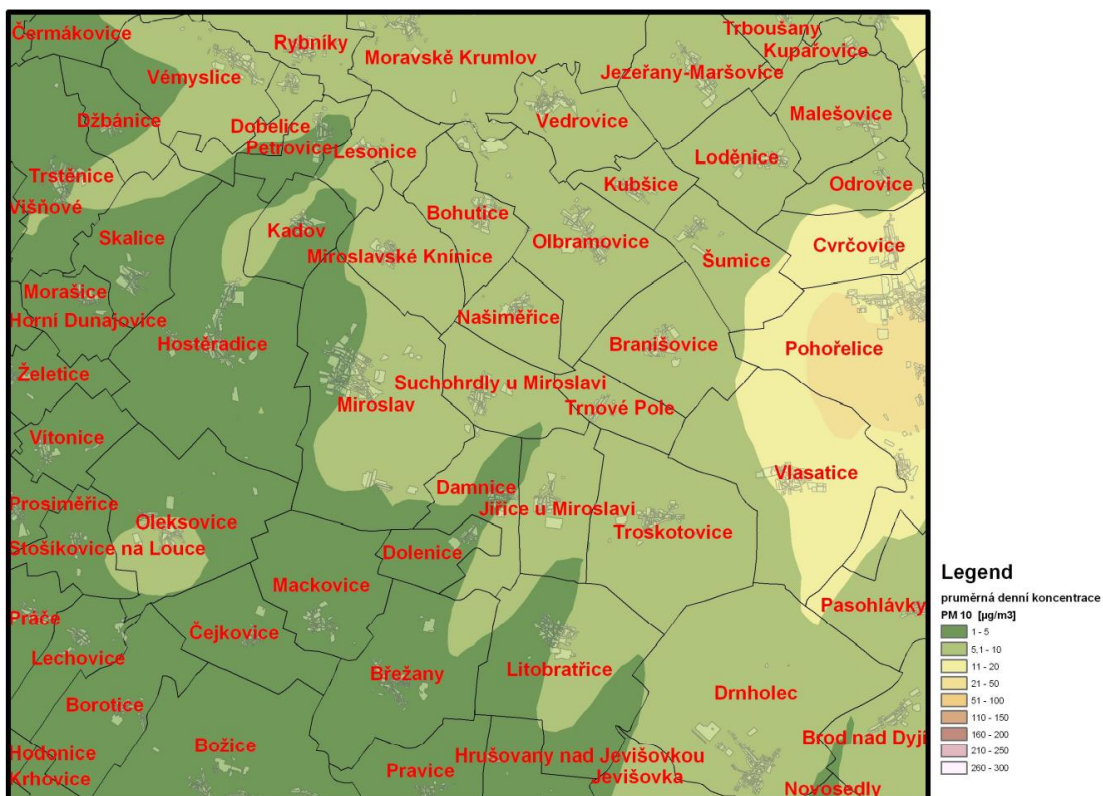 Čermákovice
Rybníky
Moravskě Krumlov
Trboušany
Kupařovice
Vémyslice
Jezeřany-Maršovice
Džbánice
Dobelice
Vedrovice
Malešovice
Petrovice
Lesonice
Loděnice
Trstěnice
Kubšice
Odrovice
Višňové
Skalice
Kadov
Bohutice
Olbramovice
Cvrčovice
Miroslavské Knínice
Šumice
Morašice
Horní Dunajovice
Hostěradice
Našiměřice
Branišovice
Pohořelice
Želetice
Suchohrdly u Miroslavi
Miroslav
Trnové Pole
Vítonice
Vlasatice
Damnice
Prosiměřice
Jiřice u Miroslavi
Oleksovice
Troskotovice
Stošíkovice na Louce
Dolenice
Mackovice
Práče
Pasohlávky
Čejkovice
Lechovice
Břežany
Litobratřice
Drnholec
Borotice
Brod nad Dyjí
Hodonice
Božice
Hrušovany nad Jevišovkou
Krhovice
Pravice
Jevišovka
Novosedly
Legend
pruměrná denní koncentrace
PM 10 [µg/m3]
1 - 5
5,1 - 10
11 - 20
21 - 50
51 - 100
110 - 150
160 - 200
210 - 250
260 - 300